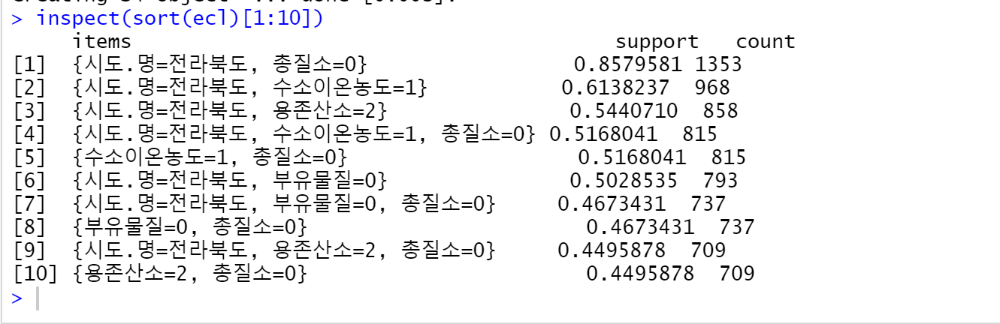 > inspect(sort(ecl)[1:10])
items support count
[1] {시도.명=전라북도, 총질소=0} 0.8579581 1353
[2] {시도.명=전라북도, 수소이온농도=1} 0.6138237 968
[3] {시도.명=전라북도, 용존산소=2} 0.5440710 858
[4] {시도.명=전라북도, 수소이온농도=1, 총질소=0} 0.5168041 815
[5] {수소이온농도=1, 총질소=0} 0.5168041 815
[6] {시도.명=전라북도, 부유물질=0} 0.5028535 793
[7] {시도.명=전라북도, 부유물질=0, 총질소=0} 0.4673431 737
[8] {부유물질=0, 총질소=0} 0.4673431 737
[9] {시도.명=전라북도, 용존산소=2, 총질소=0} 0.4495878 709
[10] {용존산소=2, 총질소=0} 0.4495878 709
>